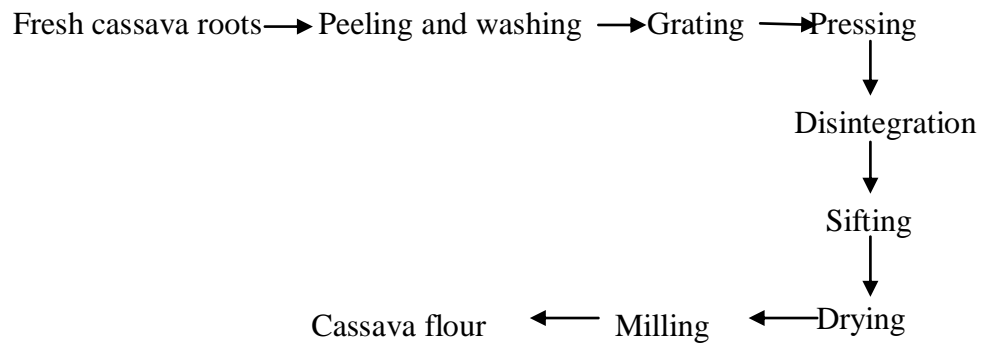 Fresh cassava roots Peeling and washing Grating Pressing
Disintegration
Sifting
Cassava flour Milling Drying